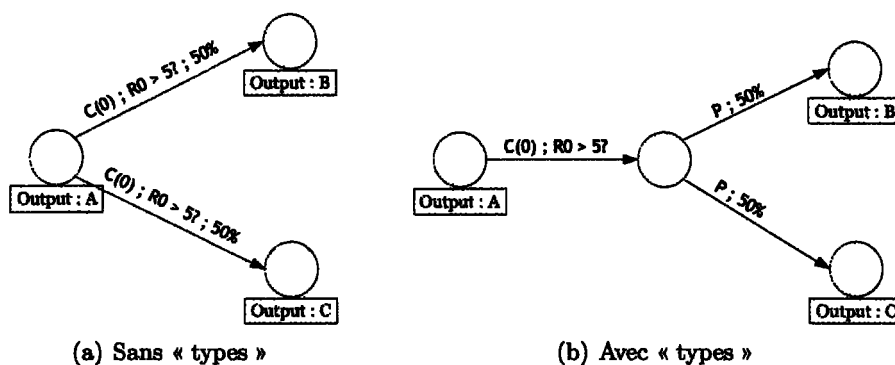 C(0) ; R0 > 5? ; 50%
Output : B
Output : A
C(0) ; R0 > 5? ; 50%
Output : C
(a) Sans « types »
P ; 50%
Output : B
C(0) ; R0 > 5?
Output : A
P ; 50%
Output : C
(b) Avec « types »